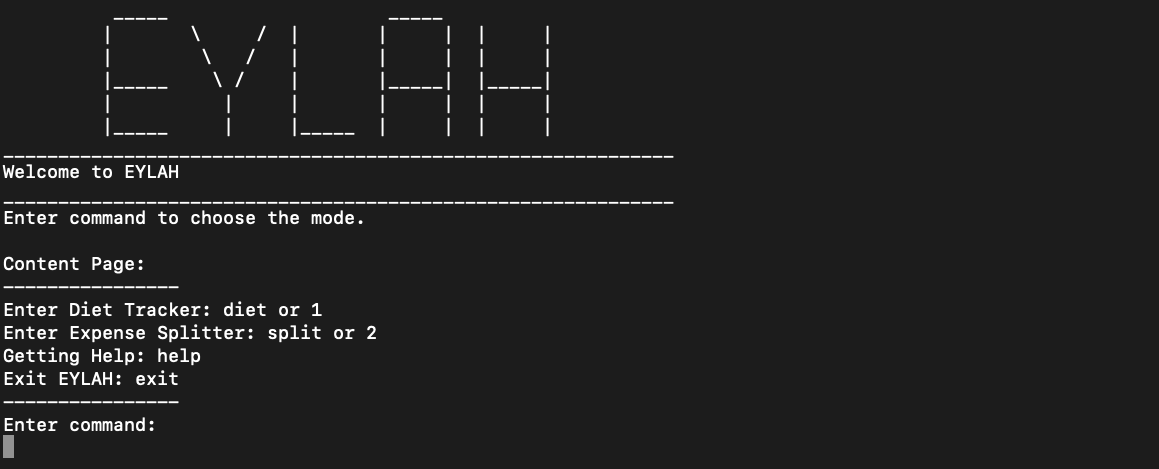 EYLAH
Welcome to EYLAH
Enter command to choose the mode.
Content Page:
Enter Diet Tracker: diet or 1
Enter Expense Splitter: split or 2
Getting Help: help
Exit EYLAH: exit
Enter command: